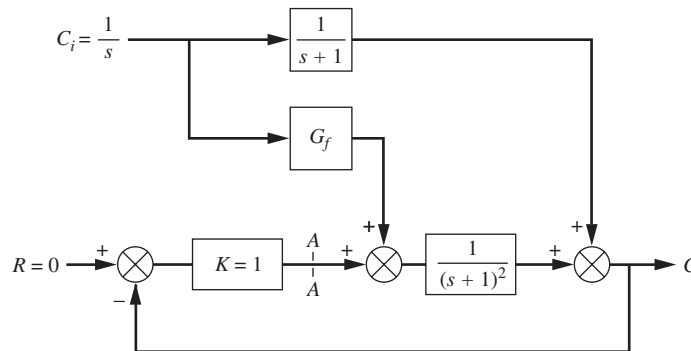 C_i = 1/s
1/(s + 1)
G_f
+
+
+
R = 0
+
−
K = 1
A
A
+
1/(s + 1)^2
C